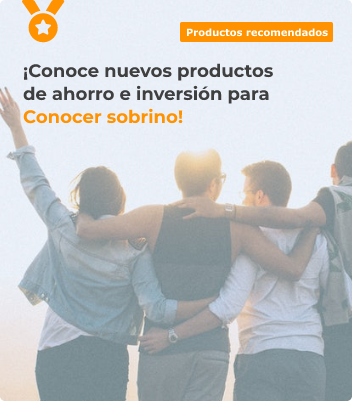 Productos recomendados
¡Conoce nuevos productos
de ahorro e inversión para
Conocer sobrino!